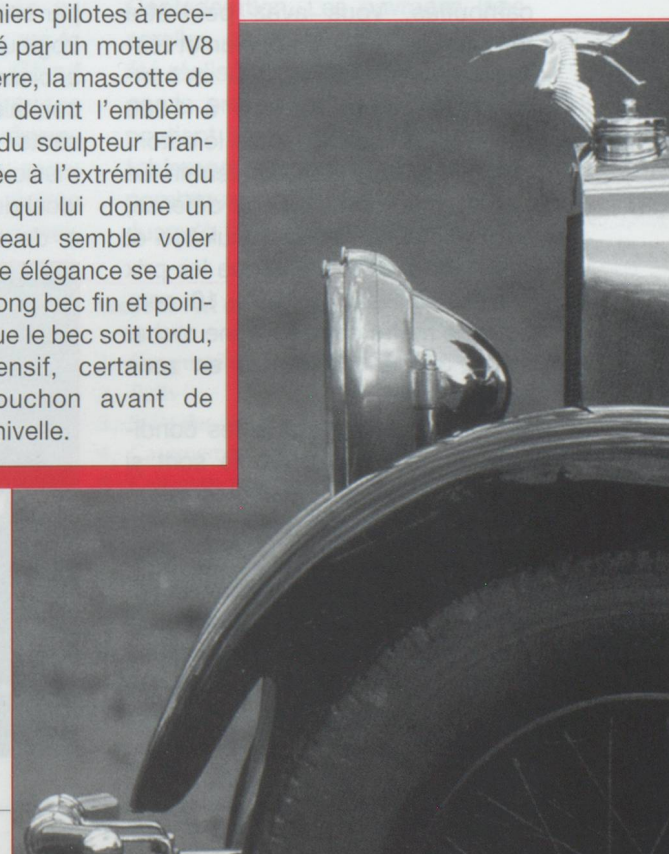 niers pilotes à rece-
é par un moteur V8
erre, la mascotte de
devint l'emblème
du sculpteur Fran-
ée à l'extrémité du
qui lui donne un
eau semble voler
e élégance se paie
ong bec fin et poin-
ue le bec soit tordu,
ensif, certains le
ouchon avant de
nivelle.